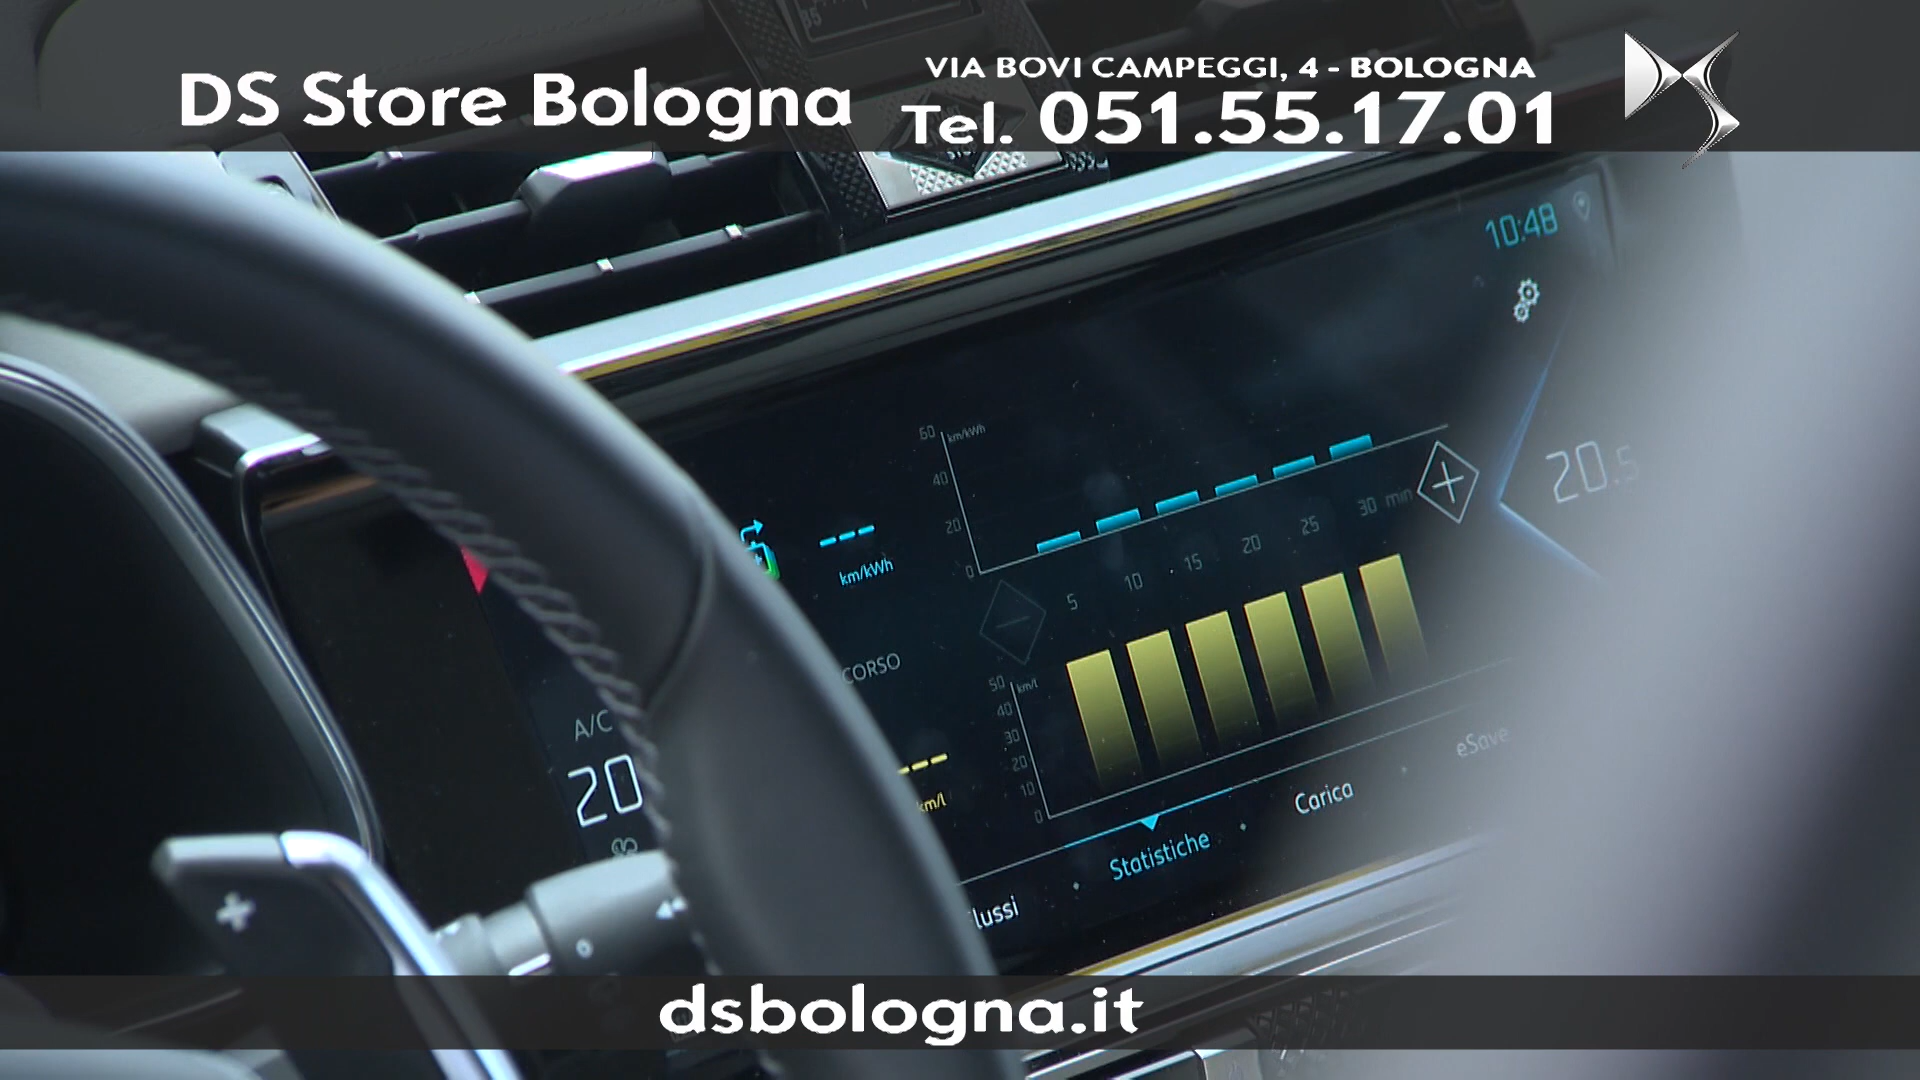 DS Store Bologna
VIA BOVI CAMPEGGI, 4 - BOLOGNA
Tel. 051.55.17.01
10:48
60 km/kWh
40
20
0
km/kWh
5 10 15 20 25 30 min
20.5
CORSO
50 km/l
40
30
20
10
0
km/l
A/C
20
lussi
Statistiche
Carica
eSave
dsbologna.it